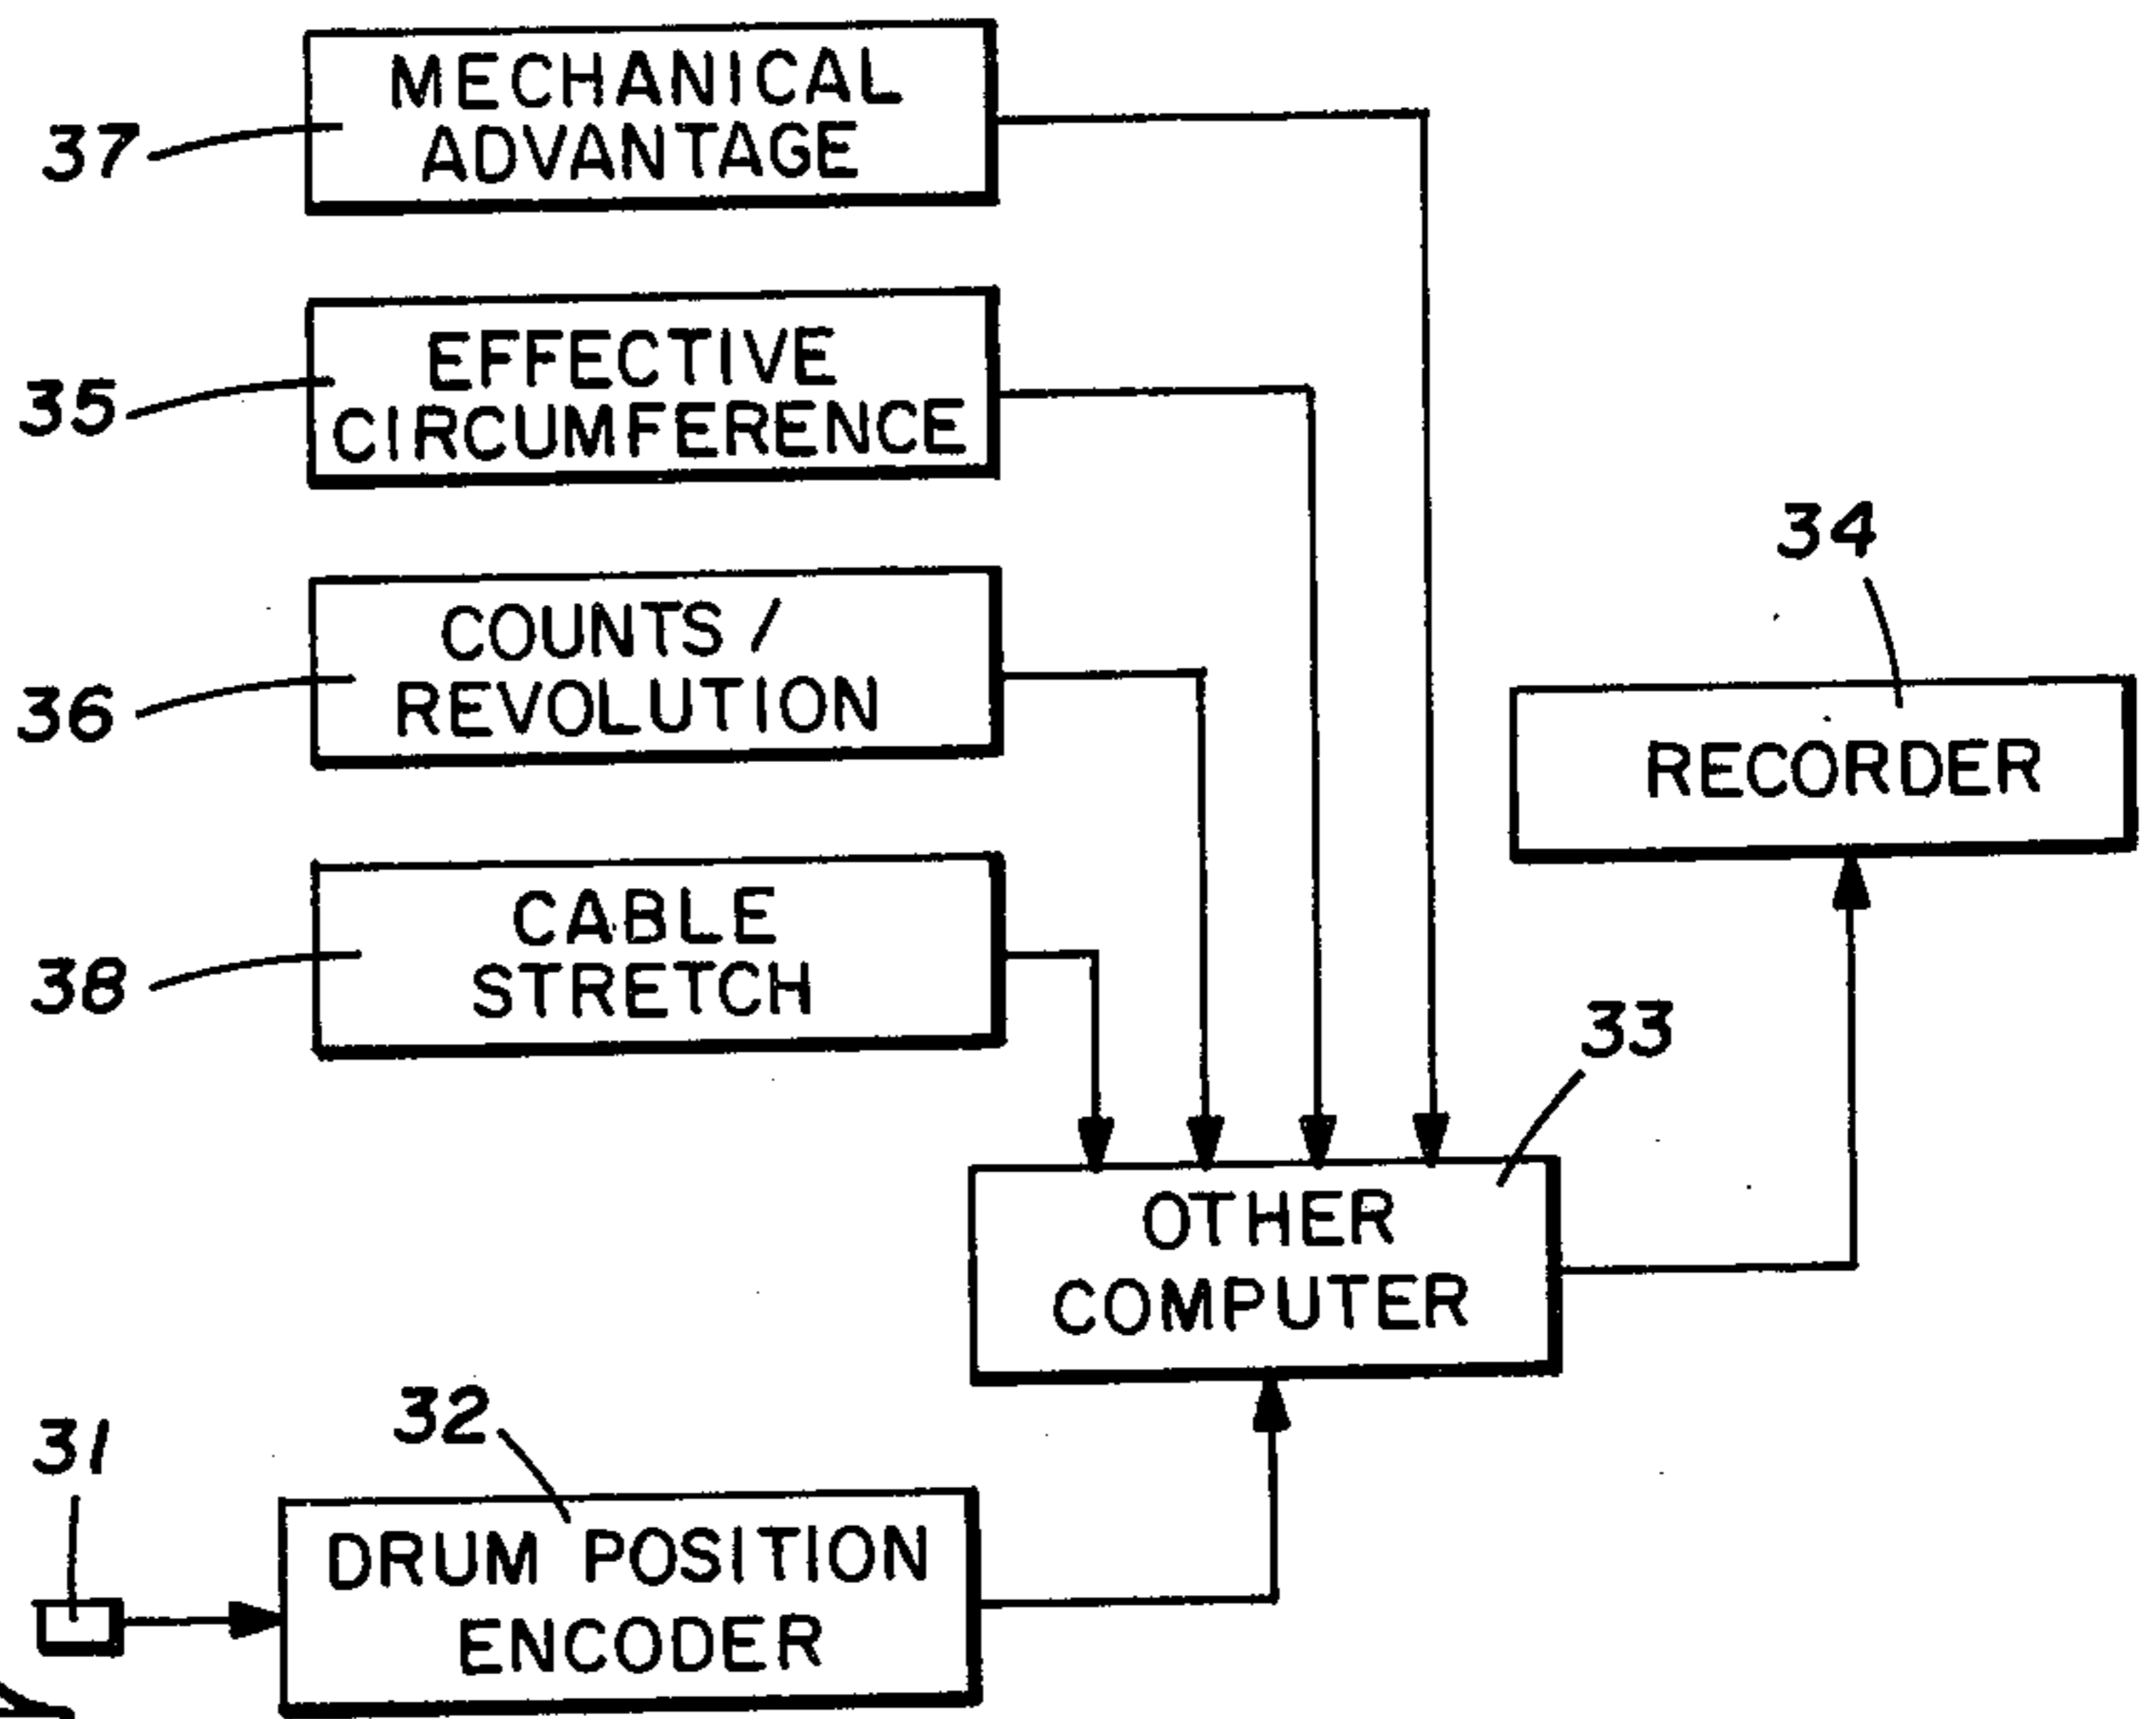 MECHANICAL
ADVANTAGE
37
EFFECTIVE
CIRCUMFERENCE
35
COUNTS /
REVOLUTION
36
34
RECORDER
CABLE
STRETCH
38
33
OTHER
COMPUTER
32
31
DRUM POSITION
ENCODER